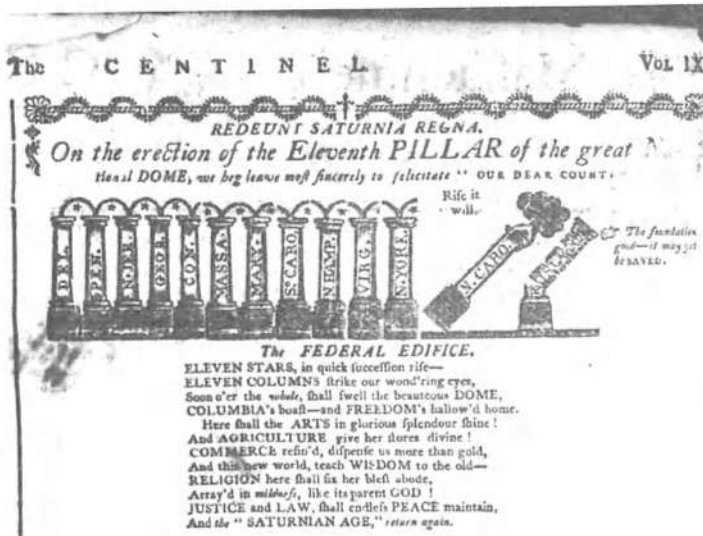 The CENTINEL VOL IX
REDEUNT SATURNIA REGNA.
On the erection of the Eleventh PILLAR of the great
tional DOME, we beg leave most sincerely to felicitate " OUR DEAR COUNT.
Rise it
will.
The foundation
good—it may yet
be SAVED.
DEL.
PEN.
N. JER.
GEOR.
CON.
MASSA.
MARY.
So. CARO.
N. HAMP.
VIRG.
N. YORK.
N. CARO.
The FEDERAL EDIFICE.
ELEVEN STARS, in quick succession rise—
ELEVEN COLUMNS strike our wond'ring eyes,
Soon o'er the whole, shall swell the beauteous DOME,
COLUMBIA's boast—and FREEDOM's hallow'd home.
Here shall the ARTS in glorious splendour shine !
And AGRICULTURE give her stores divine !
COMMERCE refin'd, dispense us more than gold,
And this new world, teach WISDOM to the old—
RELIGION here shall fix her blest abode,
Array'd in mildness, like its parent GOD !
JUSTICE and LAW, shall endless PEACE maintain,
And the " SATURNIAN AGE," return again.